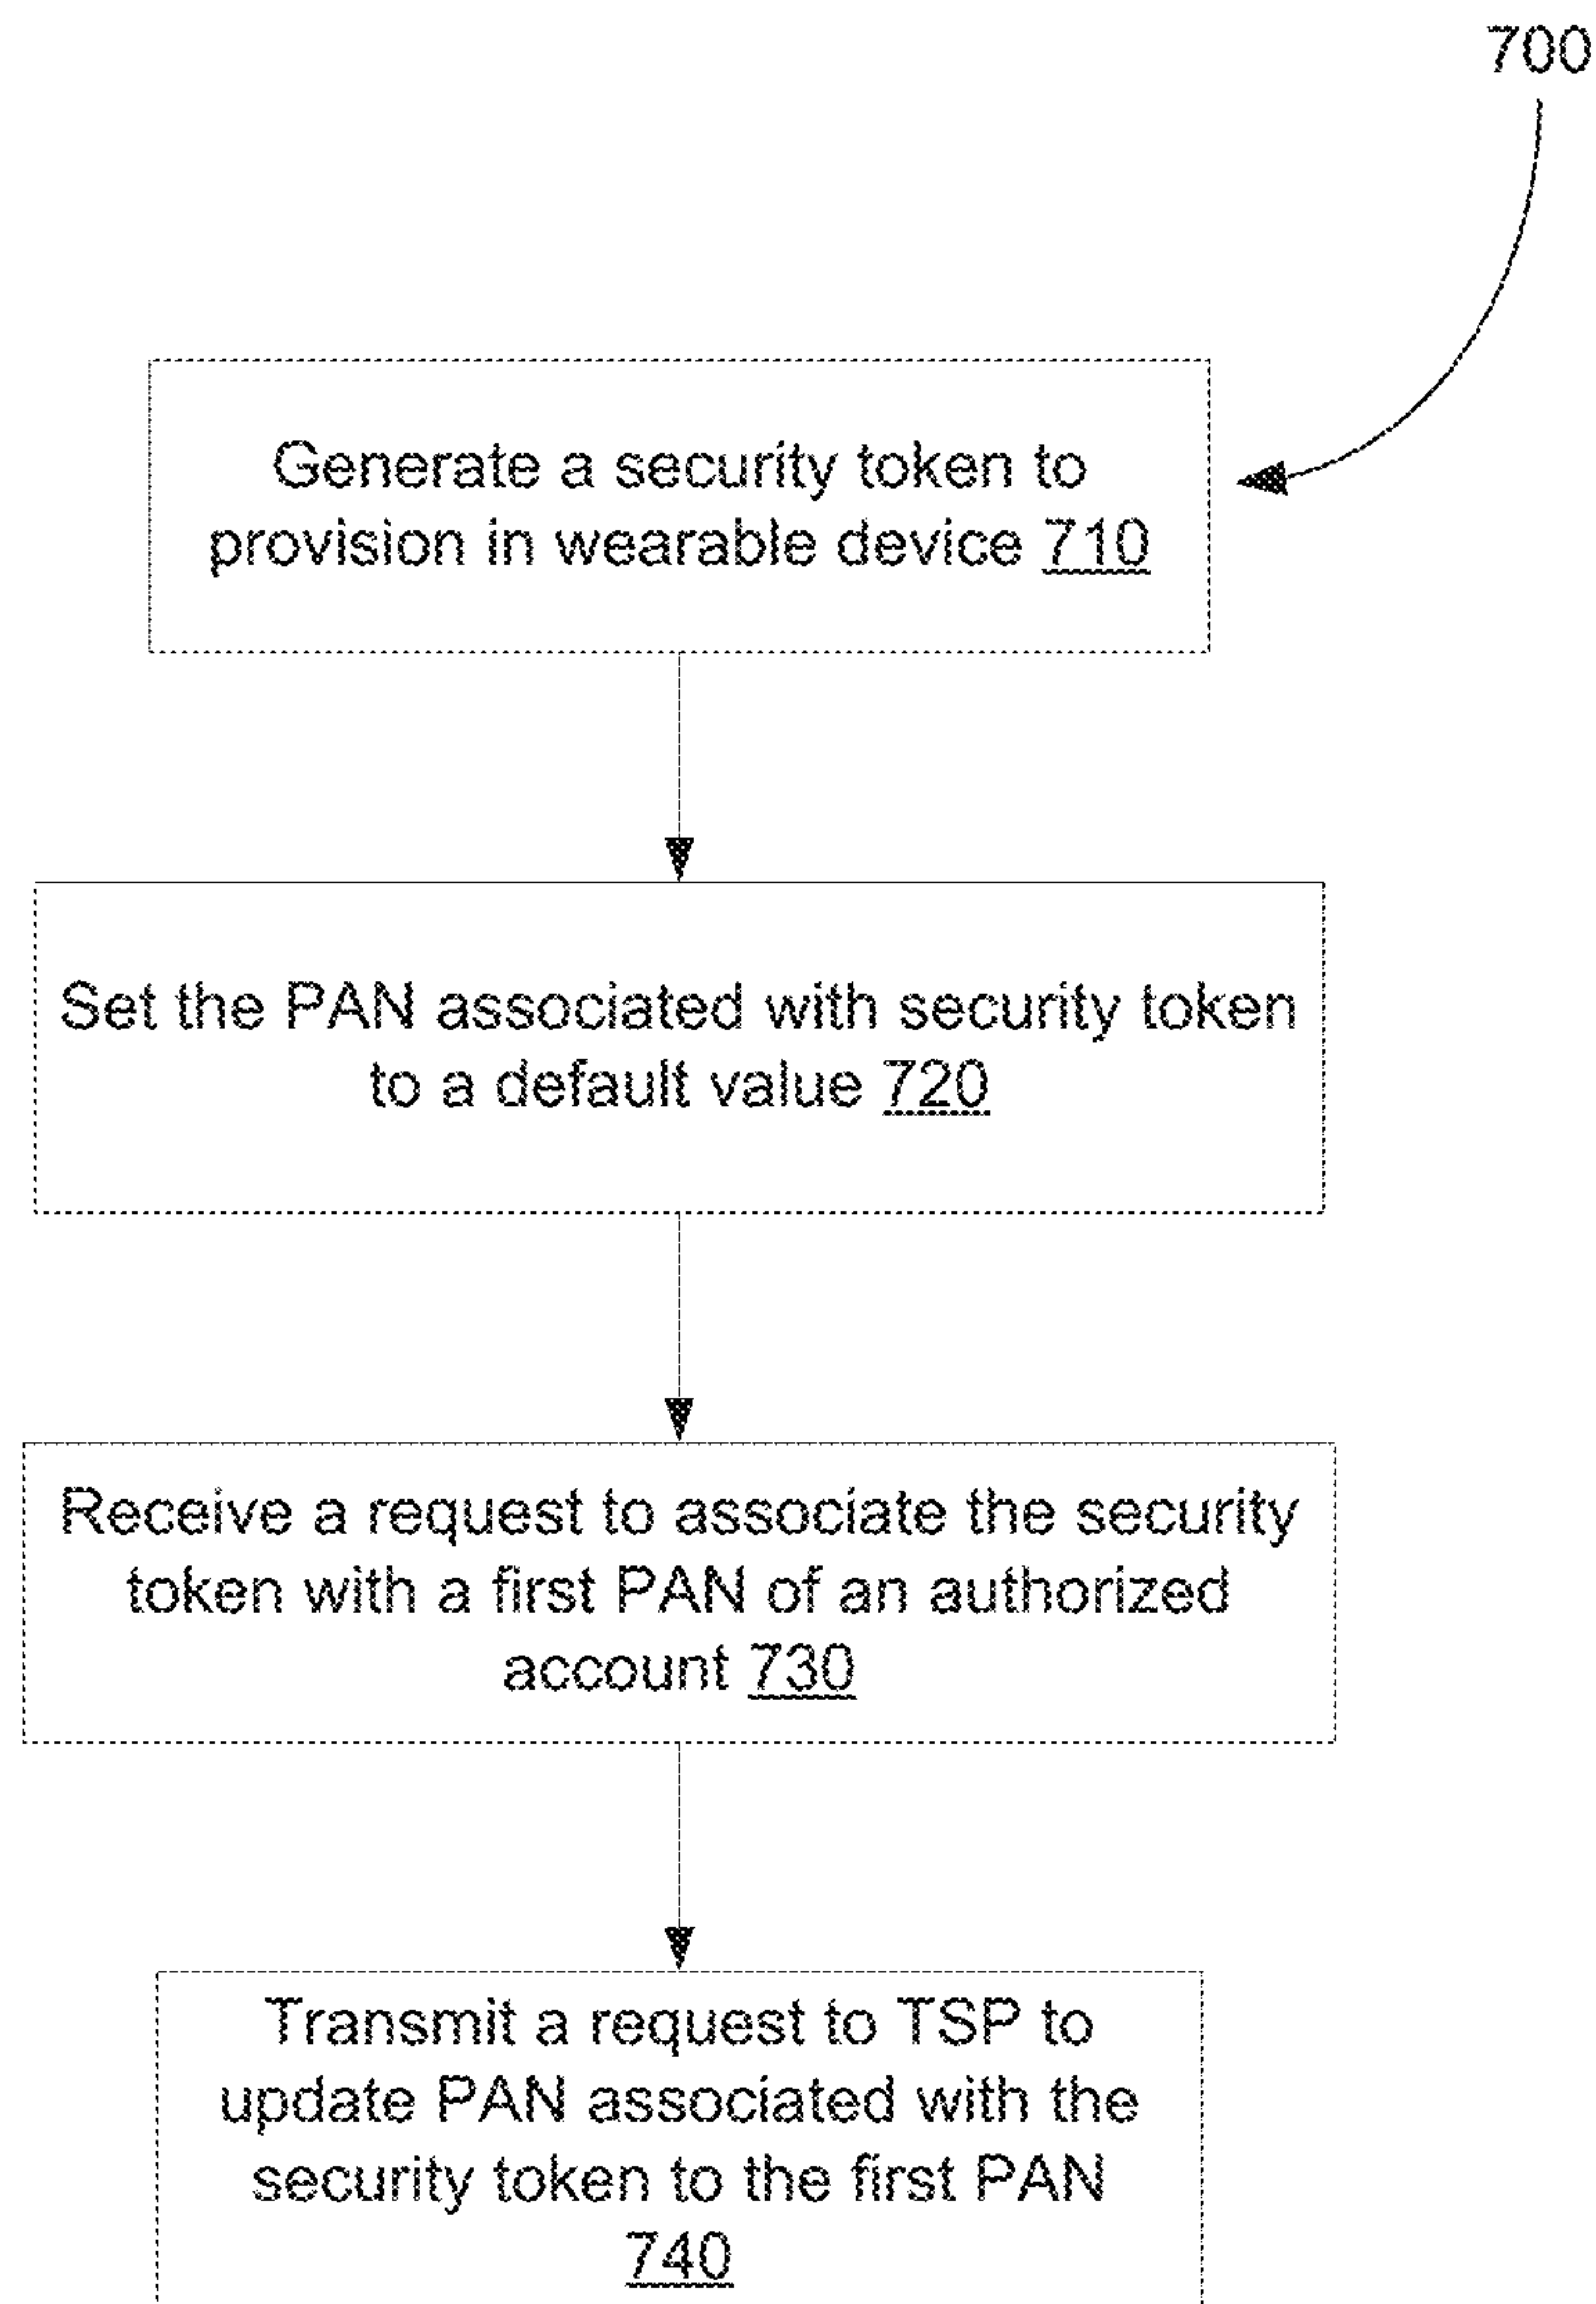 700
Generate a security token to
provision in wearable device 710
Set the PAN associated with security token
to a default value 720
Receive a request to associate the security
token with a first PAN of an authorized
account 730
Transmit a request to TSP to
update PAN associated with the
security token to the first PAN
740